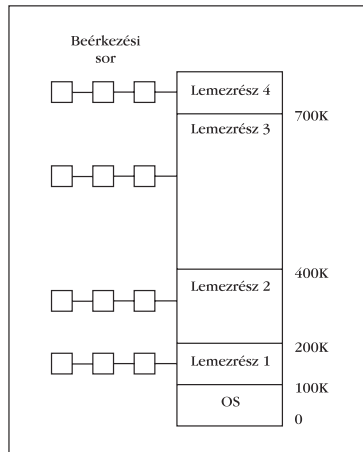 Beérkezési
sor
Lemezrész 4
700K
Lemezrész 3
400K
Lemezrész 2
200K
Lemezrész 1
100K
OS
0